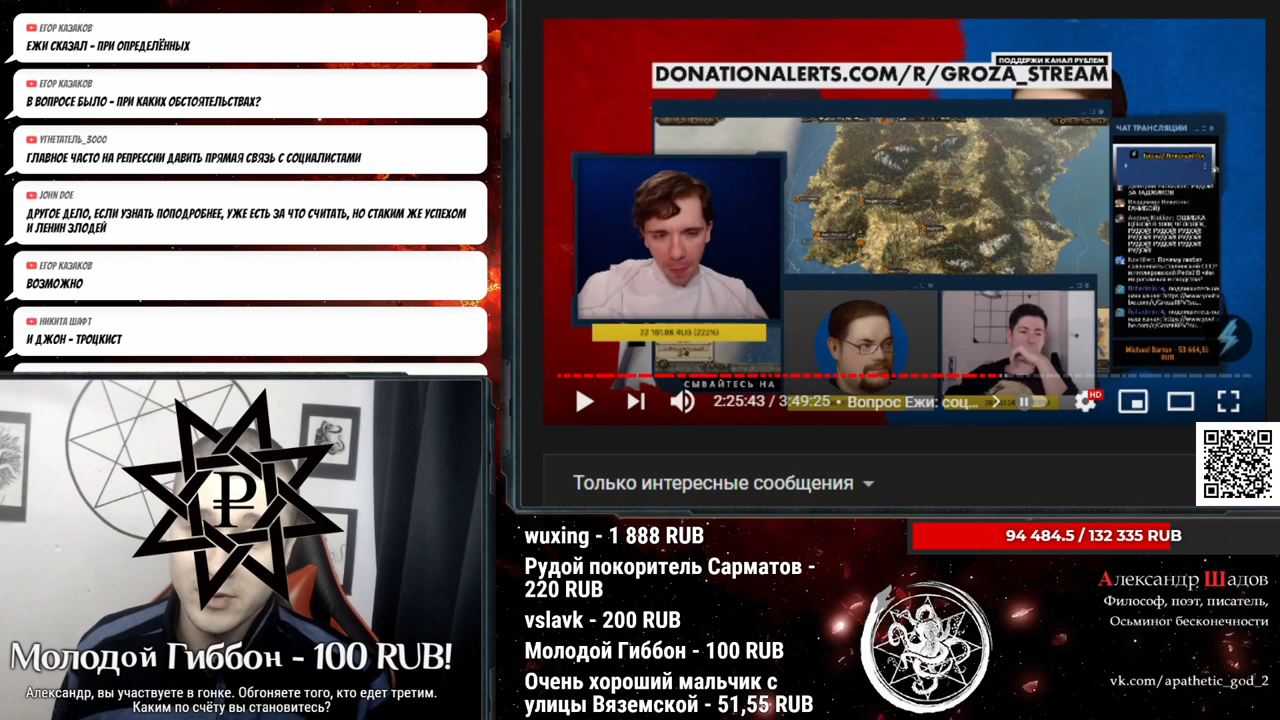 ЕГОР КАЗАКОВ
ЕЖИ СКАЗАЛ - ПРИ ОПРЕДЕЛЁННЫХ
ЕГОР КАЗАКОВ
В ВОПРОСЕ БЫЛО - ПРИ КАКИХ ОБСТОЯТЕЛЬСТВАХ?
УГНЕТАТЕЛЬ_3000
ГЛАВНОЕ ЧАСТО НА РЕПРЕССИИ ДАВИТЬ ПРЯМАЯ СВЯЗЬ С СОЦИАЛИСТАМИ
JOHN DOE
ДРУГОЕ ДЕЛО, ЕСЛИ УЗНАТЬ ПОПОДРОБНЕЕ, УЖЕ ЕСТЬ ЗА ЧТО СЧИТАТЬ, НО СТАКИМ ЖЕ УСПЕХОМ
И ЛЕНИН ЗЛОДЕЙ
ЕГОР КАЗАКОВ
ВОЗМОЖНО
НИКИТА ШАФТ
И ДЖОН - ТРОЦКИСТ
ПОДДЕРЖИ КАНАЛ РУБЛЕМ
DONATIONALERTS.COM/R/GROZA_STREAM
ЧАТ ТРАНСЛЯЦИИ
22 181.86 RUB (222%)
СЫВАЙТЕСЬ НА
2:25:43 / 3:49:25 • Вопрос Ежи: соц...
HD
Только интересные сообщения
₽
Молодой Гиббон - 100 RUB!
Александр, вы участвуете в гонке. Обгоняете того, кто едет третим.
Каким по счёту вы становитесь?
wuxing - 1 888 RUB
Рудой покоритель Сарматов -
220 RUB
vslavk - 200 RUB
Молодой Гиббон - 100 RUB
Очень хороший мальчик с
улицы Вяземской - 51,55 RUB
94 484.5 / 132 335 RUB
Александр Шадов
Философ, поэт, писатель,
Осьминог бесконечности
vk.com/apathetic_god_2